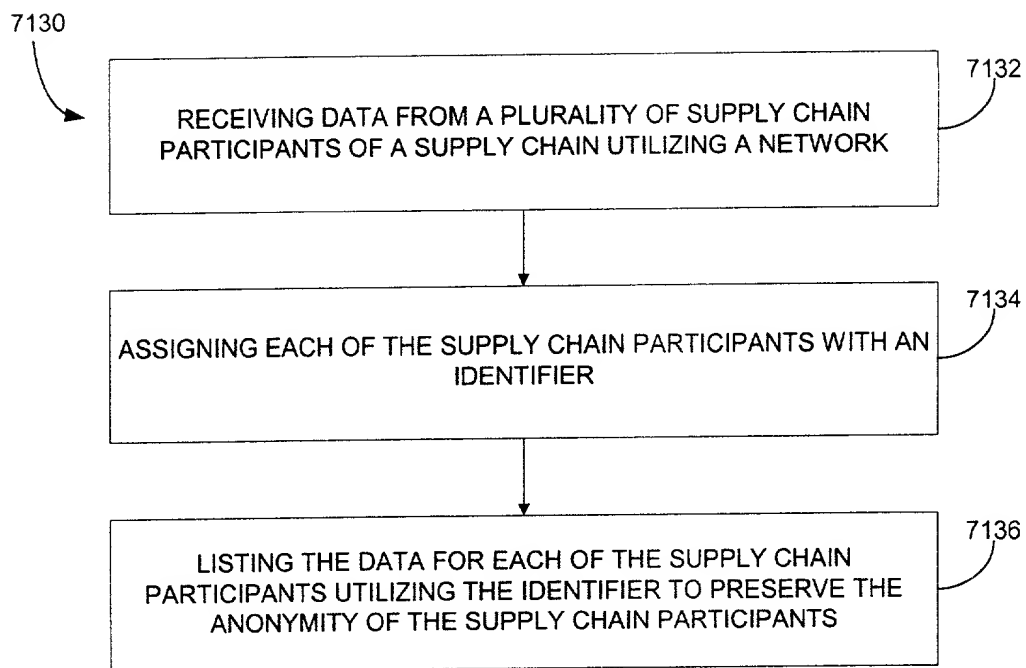 7130
7132
RECEIVING DATA FROM A PLURALITY OF SUPPLY CHAIN
PARTICIPANTS OF A SUPPLY CHAIN UTILIZING A NETWORK
7134
ASSIGNING EACH OF THE SUPPLY CHAIN PARTICIPANTS WITH AN
IDENTIFIER
7136
LISTING THE DATA FOR EACH OF THE SUPPLY CHAIN
PARTICIPANTS UTILIZING THE IDENTIFIER TO PRESERVE THE
ANONYMITY OF THE SUPPLY CHAIN PARTICIPANTS